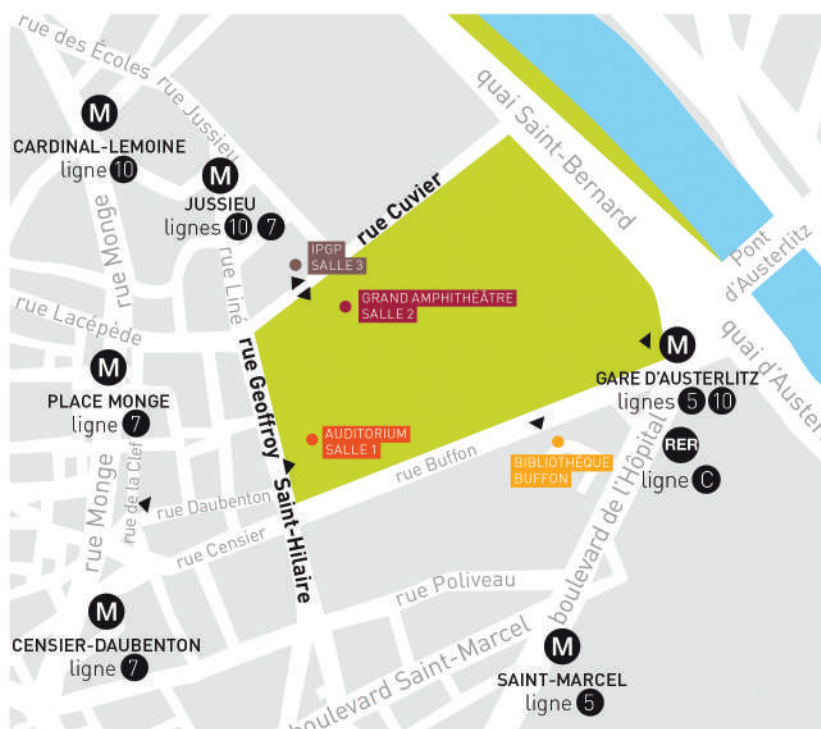 rue des Écoles
rue Jussieu
quai Saint-Bernard
M
CARDINAL-LEMOINE
ligne 10
M
JUSSIEU
lignes 10 7
rue Cuvier
Pont
d'Austerlitz
rue Monge
rue Liné
IPGP
SALLE 3
GRAND AMPHITHÉÂTRE
SALLE 2
rue Lacépède
quai d'Auster
M
PLACE MONGE
ligne 7
rue Geoffroy Saint-Hilaire
M
GARE D'AUSTERLITZ
lignes 5 10
RER
ligne C
AUDITORIUM
SALLE 1
rue Buffon
BIBLIOTHÈQUE
BUFFON
rue Monge
rue de la Clef
rue Daubenton
rue Censier
boulevard de l'Hôpital
rue Poliveau
M
CENSIER-DAUBENTON
ligne 7
boulevard Saint-Marcel
M
SAINT-MARCEL
ligne 5